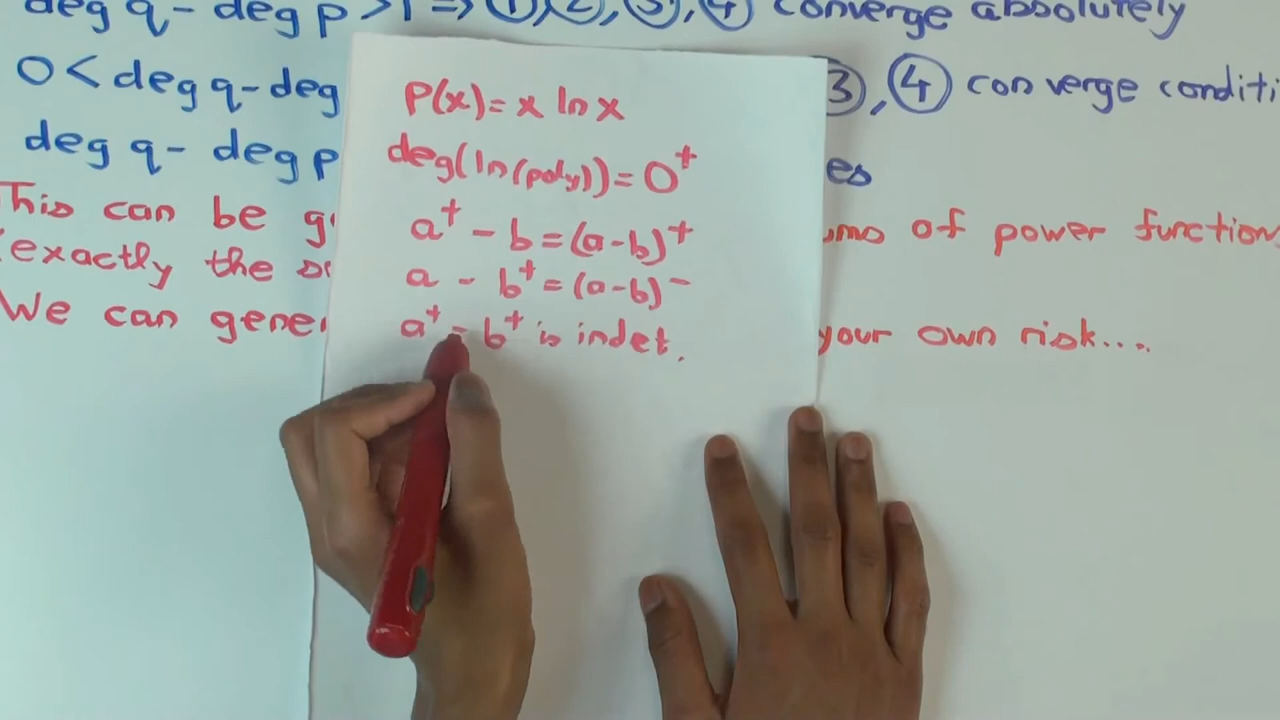 deg q - deg p > 1 => ①, ②, ③, ④ converge absolutely
0 < deg q - deg ③, ④ converge conditi
deg q - deg p es
This can be of power function
(exactly the
We can gener your own risk....
P(x) = x ln x
deg(ln(poly)) = 0⁺
a⁺ - b = (a-b)⁺
a - b⁺ = (a-b)⁻
a⁺ - b⁺ is indet.